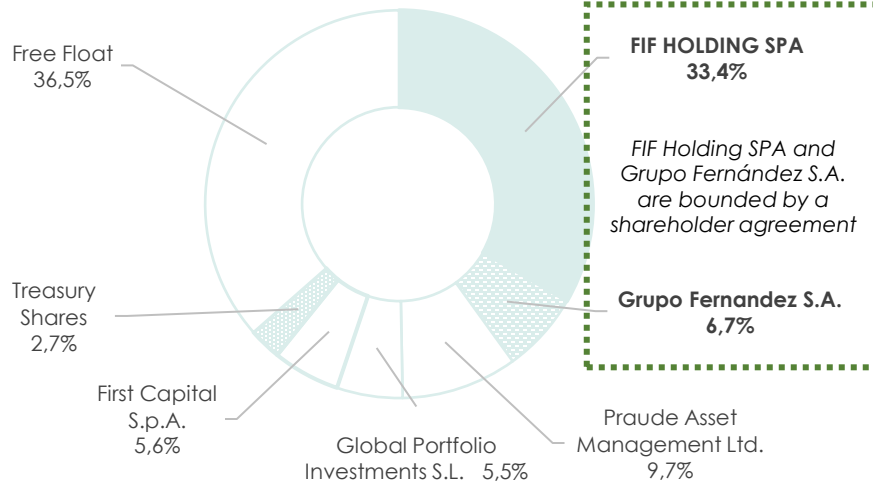 Free Float
36,5%
FIF HOLDING SPA
33,4%
FIF Holding SPA and
Grupo Fernández S.A.
are bounded by a
shareholder agreement
Grupo Fernandez S.A.
6,7%
Treasury
Shares
2,7%
First Capital
S.p.A.
5,6%
Global Portfolio
Investments S.L. 5,5%
Praude Asset
Management Ltd.
9,7%